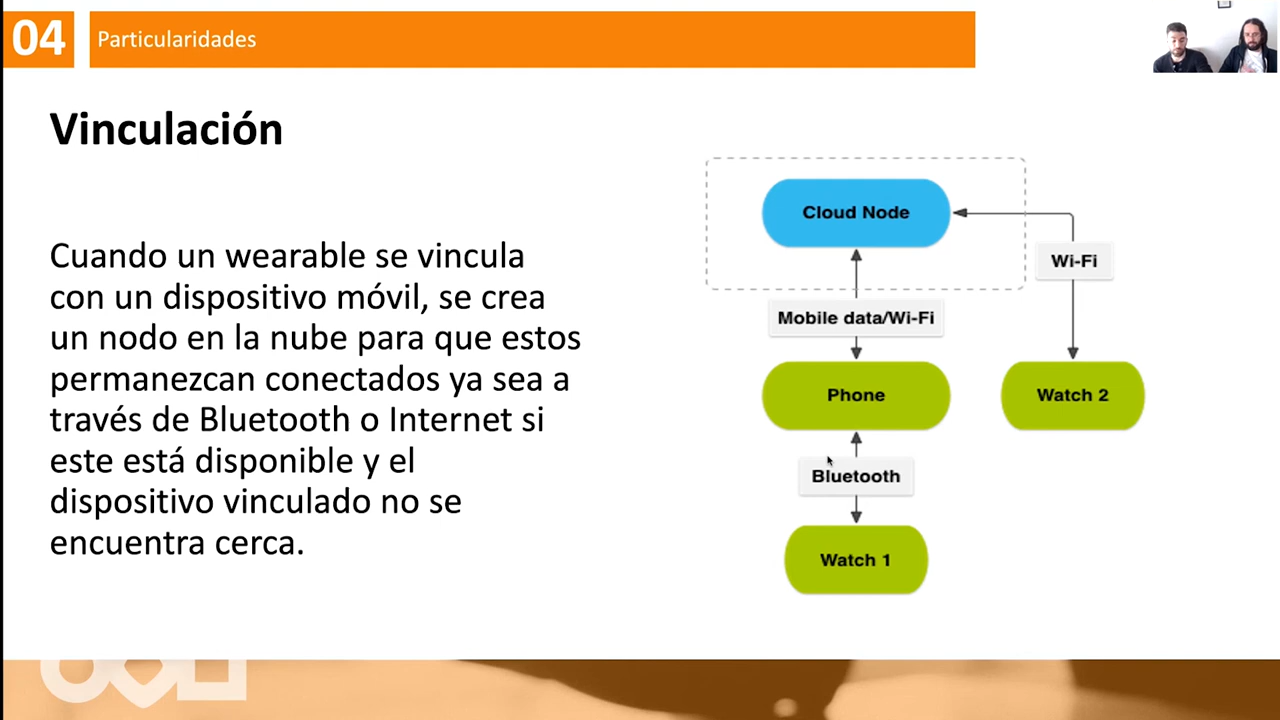 04
Particularidades
Vinculación
Cuando un wearable se vincula
con un dispositivo móvil, se crea
un nodo en la nube para que estos
permanezcan conectados ya sea a
través de Bluetooth o Internet si
este está disponible y el
dispositivo vinculado no se
encuentra cerca.
Cloud Node
Wi-Fi
Mobile data/Wi-Fi
Phone
Watch 2
Bluetooth
Watch 1